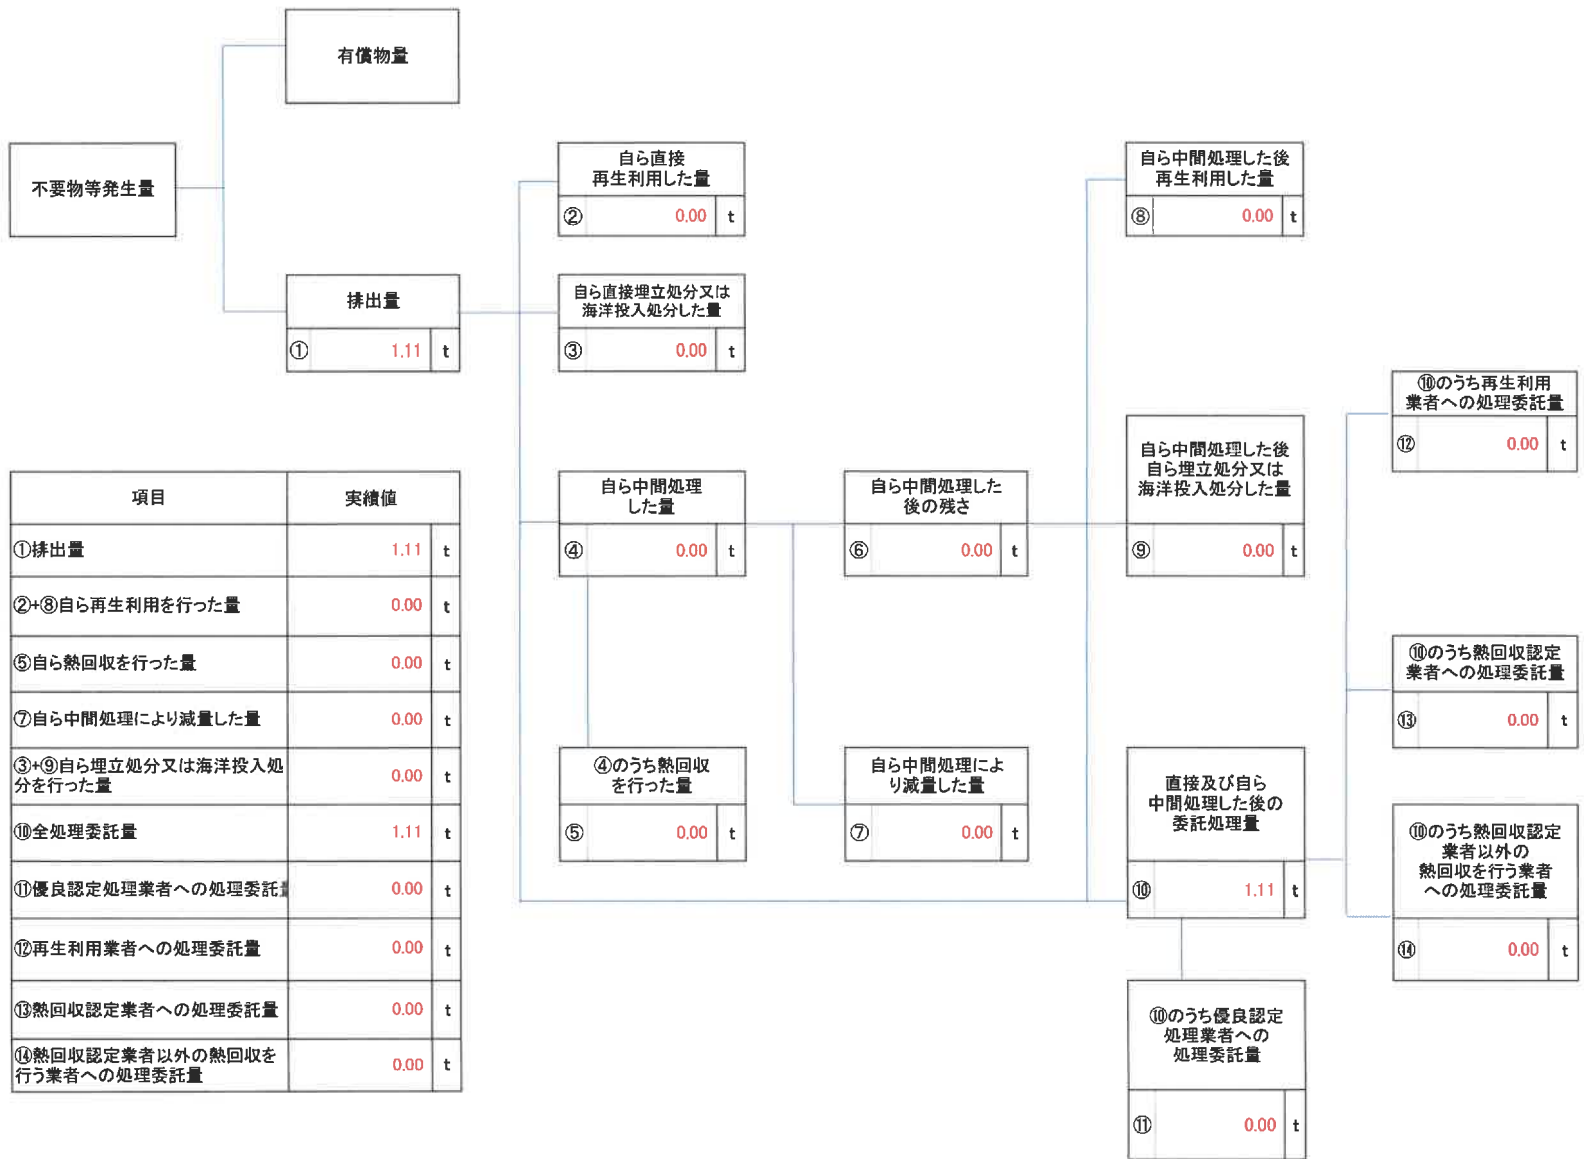 有償物量
不要物等発生量
排出量
① 1.11 t
自ら直接
再生利用した量
② 0.00 t
自ら直接埋立処分又は
海洋投入処分した量
③ 0.00 t
自ら中間処理
した量
④ 0.00 t
④のうち熱回収
を行った量
⑤ 0.00 t
自ら中間処理した
後の残さ
⑥ 0.00 t
自ら中間処理によ
り減量した量
⑦ 0.00 t
自ら中間処理した後
再生利用した量
⑧ 0.00 t
自ら中間処理した後
自ら埋立処分又は
海洋投入処分した量
⑨ 0.00 t
直接及び自ら
中間処理した後の
委託処理量
⑩ 1.11 t
⑩のうち優良認定
処理業者への
処理委託量
⑪ 0.00 t
⑩のうち再生利用
業者への処理委託量
⑫ 0.00 t
⑩のうち熱回収認定
業者への処理委託量
⑬ 0.00 t
⑩のうち熱回収認定
業者以外の
熱回収を行う業者
への処理委託量
⑭ 0.00 t
項目 実績値
①排出量 1.11 t
②+⑧自ら再生利用を行った量 0.00 t
⑤自ら熱回収を行った量 0.00 t
⑦自ら中間処理により減量した量 0.00 t
③+⑨自ら埋立処分又は海洋投入処
分を行った量 0.00 t
⑩全処理委託量 1.11 t
⑪優良認定処理業者への処理委託量 0.00 t
⑫再生利用業者への処理委託量 0.00 t
⑬熱回収認定業者への処理委託量 0.00 t
⑭熱回収認定業者以外の熱回収を
行う業者への処理委託量 0.00 t